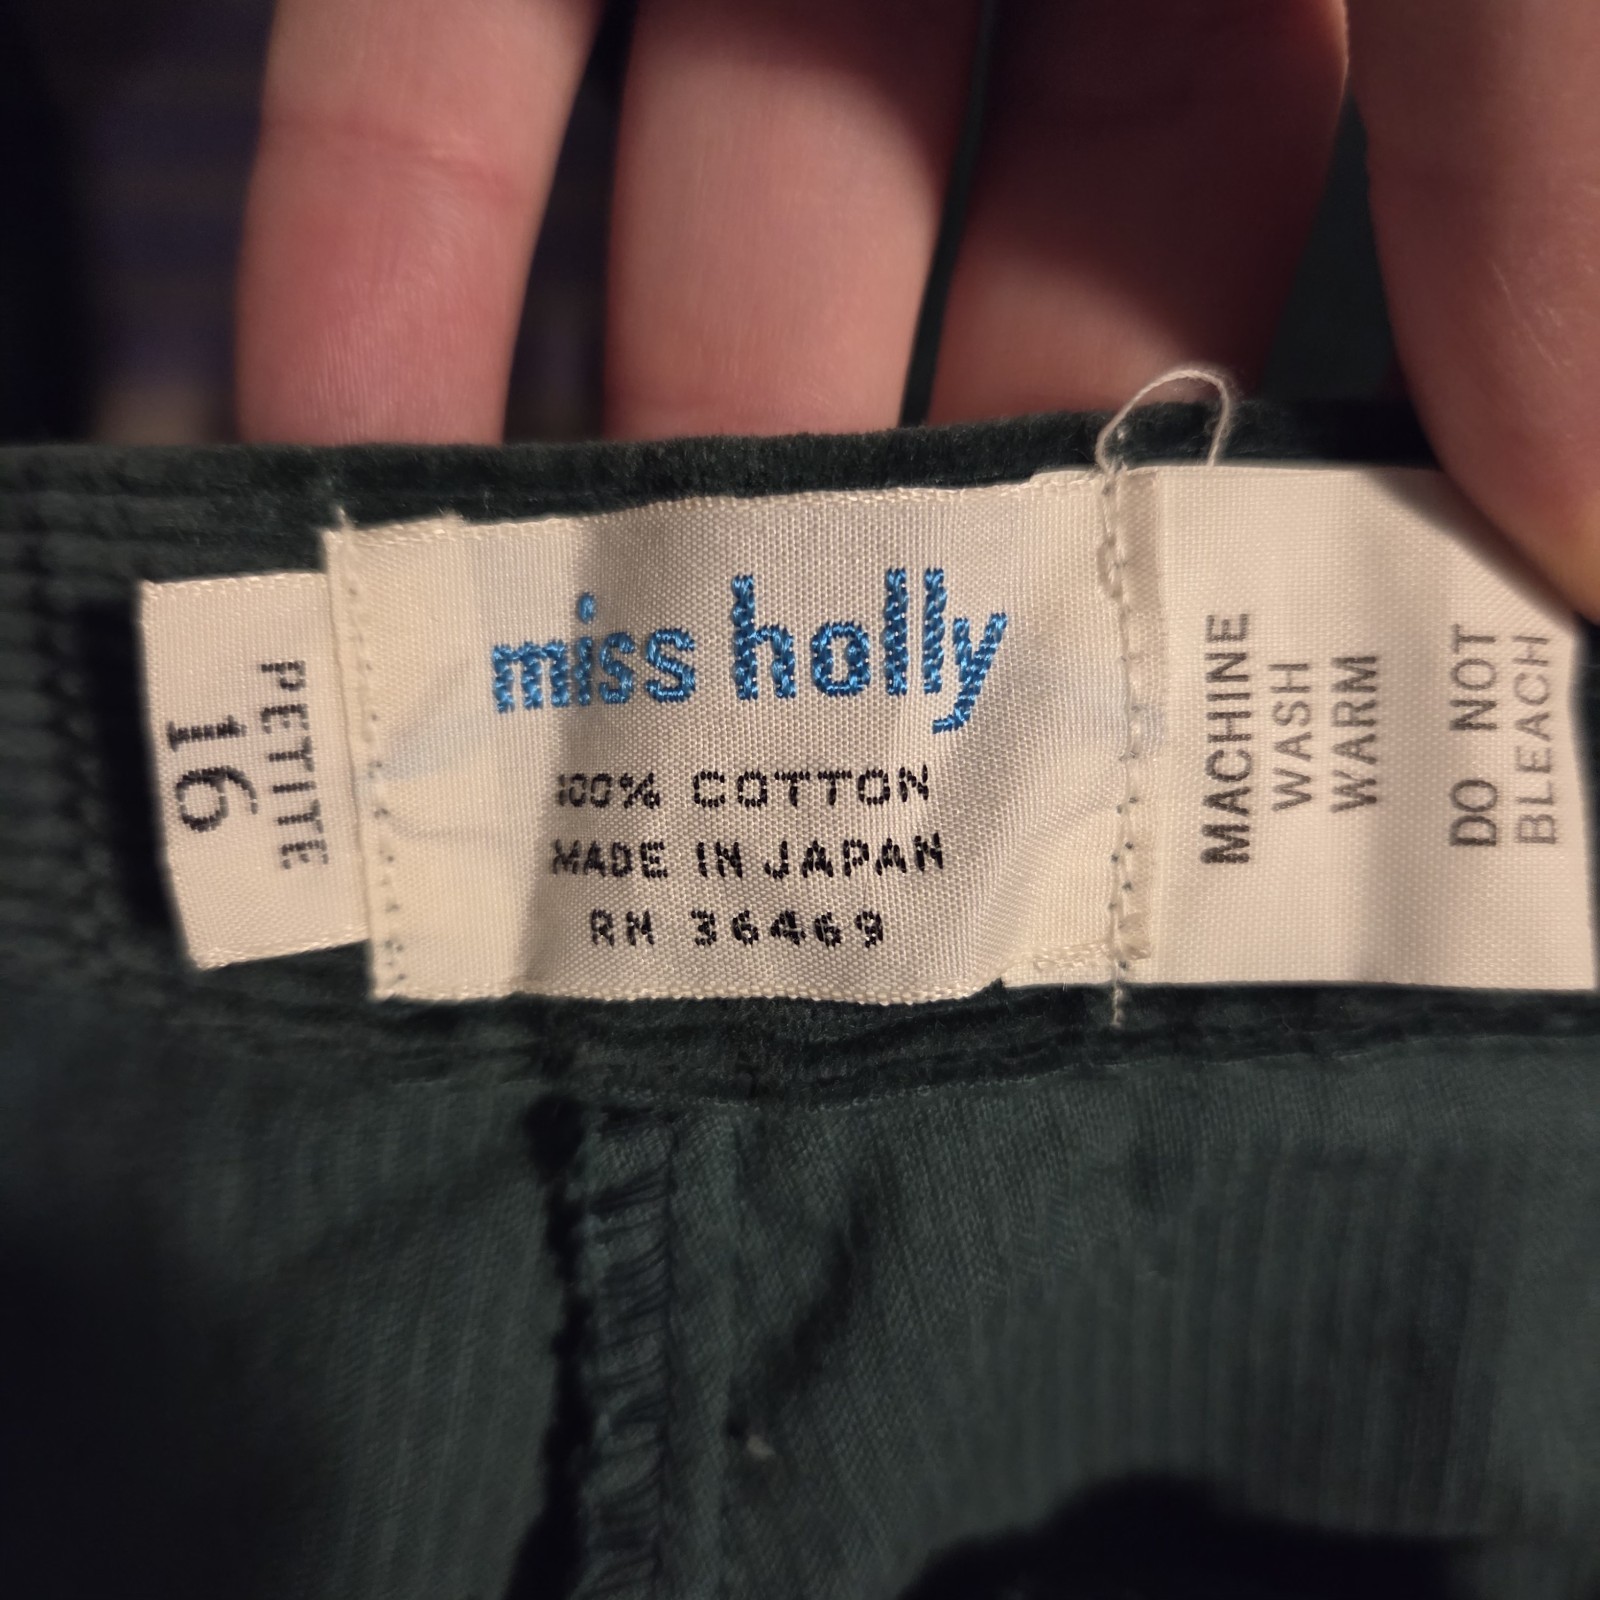 PETITE
16
miss holly
100% COTTON
MADE IN JAPAN
RN 36469
MACHINE
WASH
WARM
DO NOT
BLEACH